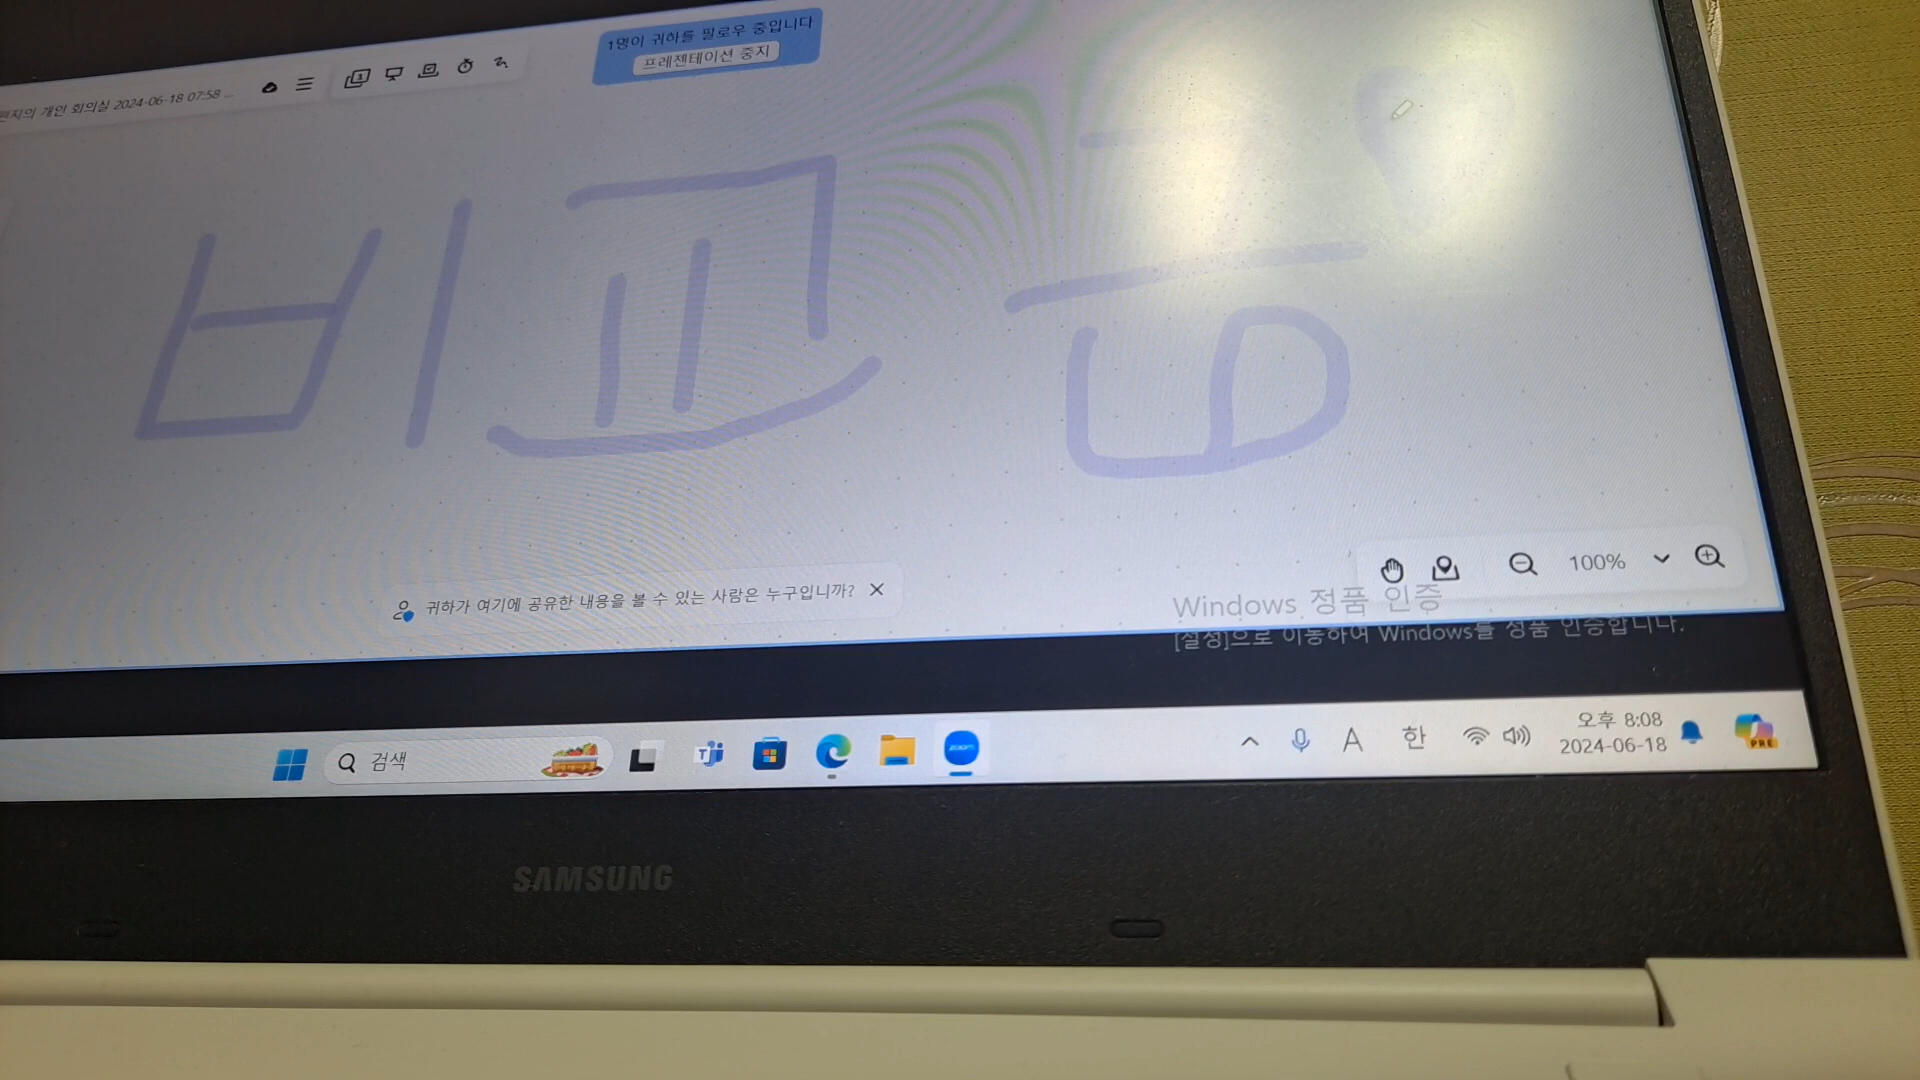 1명이 귀하를 팔로우 중입니다
프레젠테이션 중지
개인 회의실 2024-06-18 07:58 ...
비교
귀하가 여기에 공유한 내용을 볼 수 있는 사람은 누구입니까?
100%
Windows 정품 인증
[설정]으로 이동하여 Windows를 정품 인증합니다.
검색
zoom
A
한
오후 8:08
2024-06-18
PRE
SAMSUNG